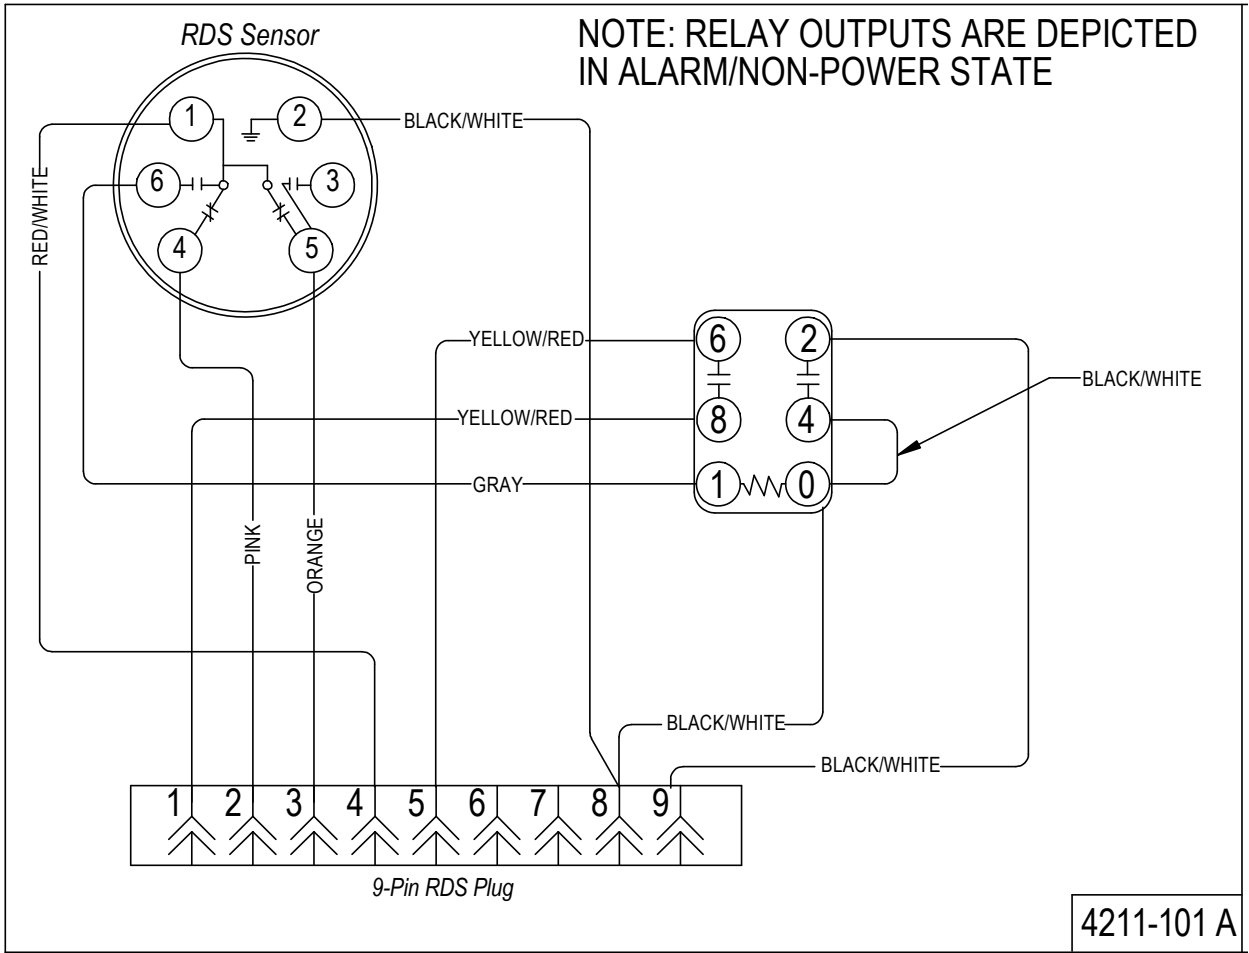 RDS Sensor
NOTE: RELAY OUTPUTS ARE DEPICTED
IN ALARM/NON-POWER STATE
1
2
BLACK/WHITE
RED/WHITE
6
3
4
5
YELLOW/RED
6
2
BLACK/WHITE
YELLOW/RED
8
4
GRAY
1
0
PINK
ORANGE
BLACK/WHITE
BLACK/WHITE
1 2 3 4 5 6 7 8 9
9-Pin RDS Plug
4211-101 A